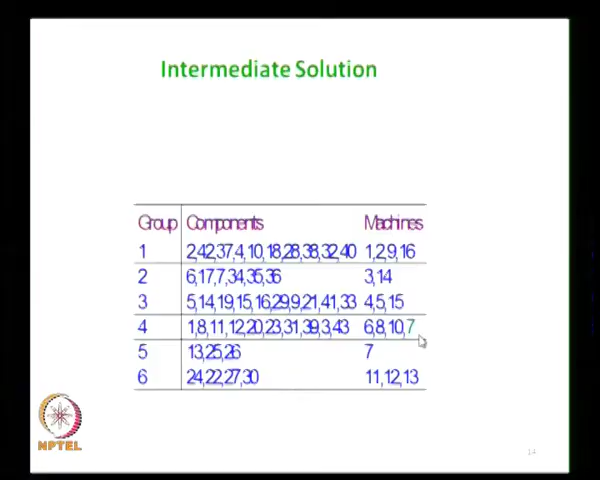 Intermediate Solution
Group Components Machines
1 2,42,37,4,10,18,28,38,32,40 1,2,9,16
2 6,17,7,34,35,36 3,14
3 5,14,19,15,16,29,9,21,41,33 4,5,15
4 1,8,11,12,20,23,31,39,3,43 6,8,10,7
5 13,25,26 7
6 24,22,27,30 11,12,13
NPTEL
14